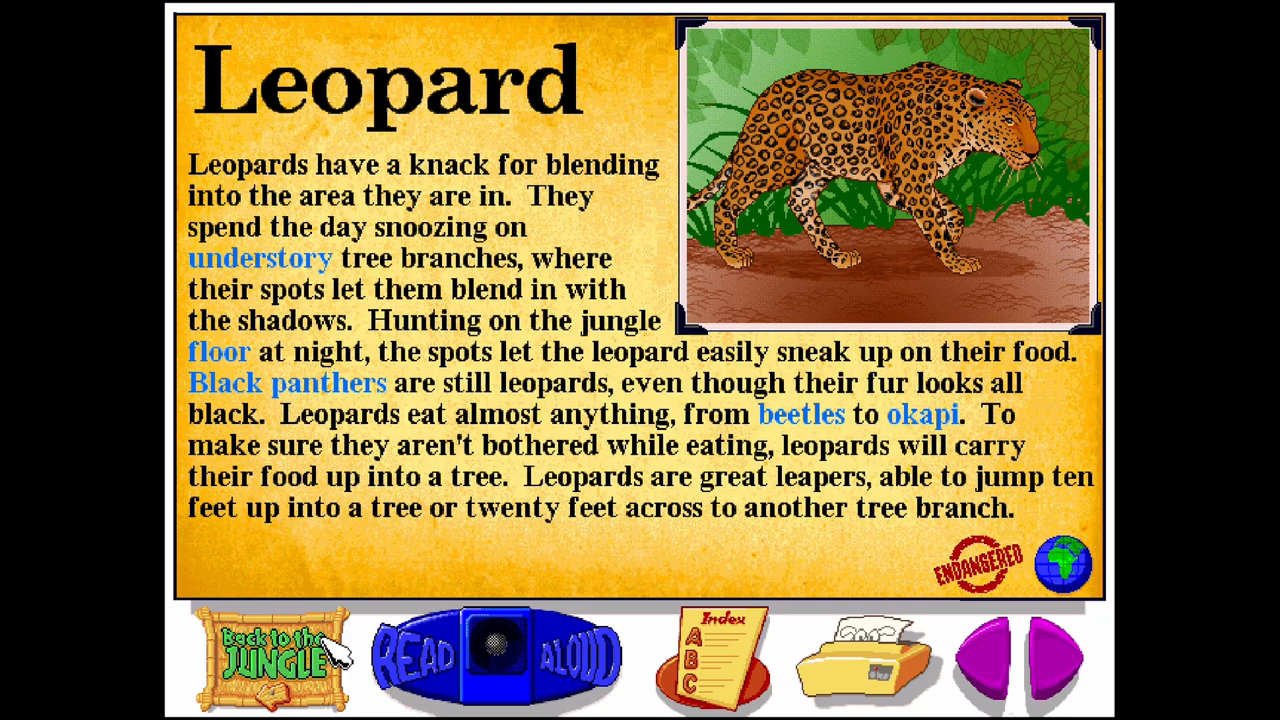 Leopard
Leopards have a knack for blending
into the area they are in.  They
spend the day snoozing on
understory tree branches, where
their spots let them blend in with
the shadows.  Hunting on the jungle
floor at night, the spots let the leopard easily sneak up on their food.
Black panthers are still leopards, even though their fur looks all
black.  Leopards eat almost anything, from beetles to okapi.  To
make sure they aren't bothered while eating, leopards will carry
their food up into a tree.  Leopards are great leapers, able to jump ten
feet up into a tree or twenty feet across to another tree branch.
ENDANGERED
Back to the
JUNGLE
READ ALOUD
Index
A
B
C